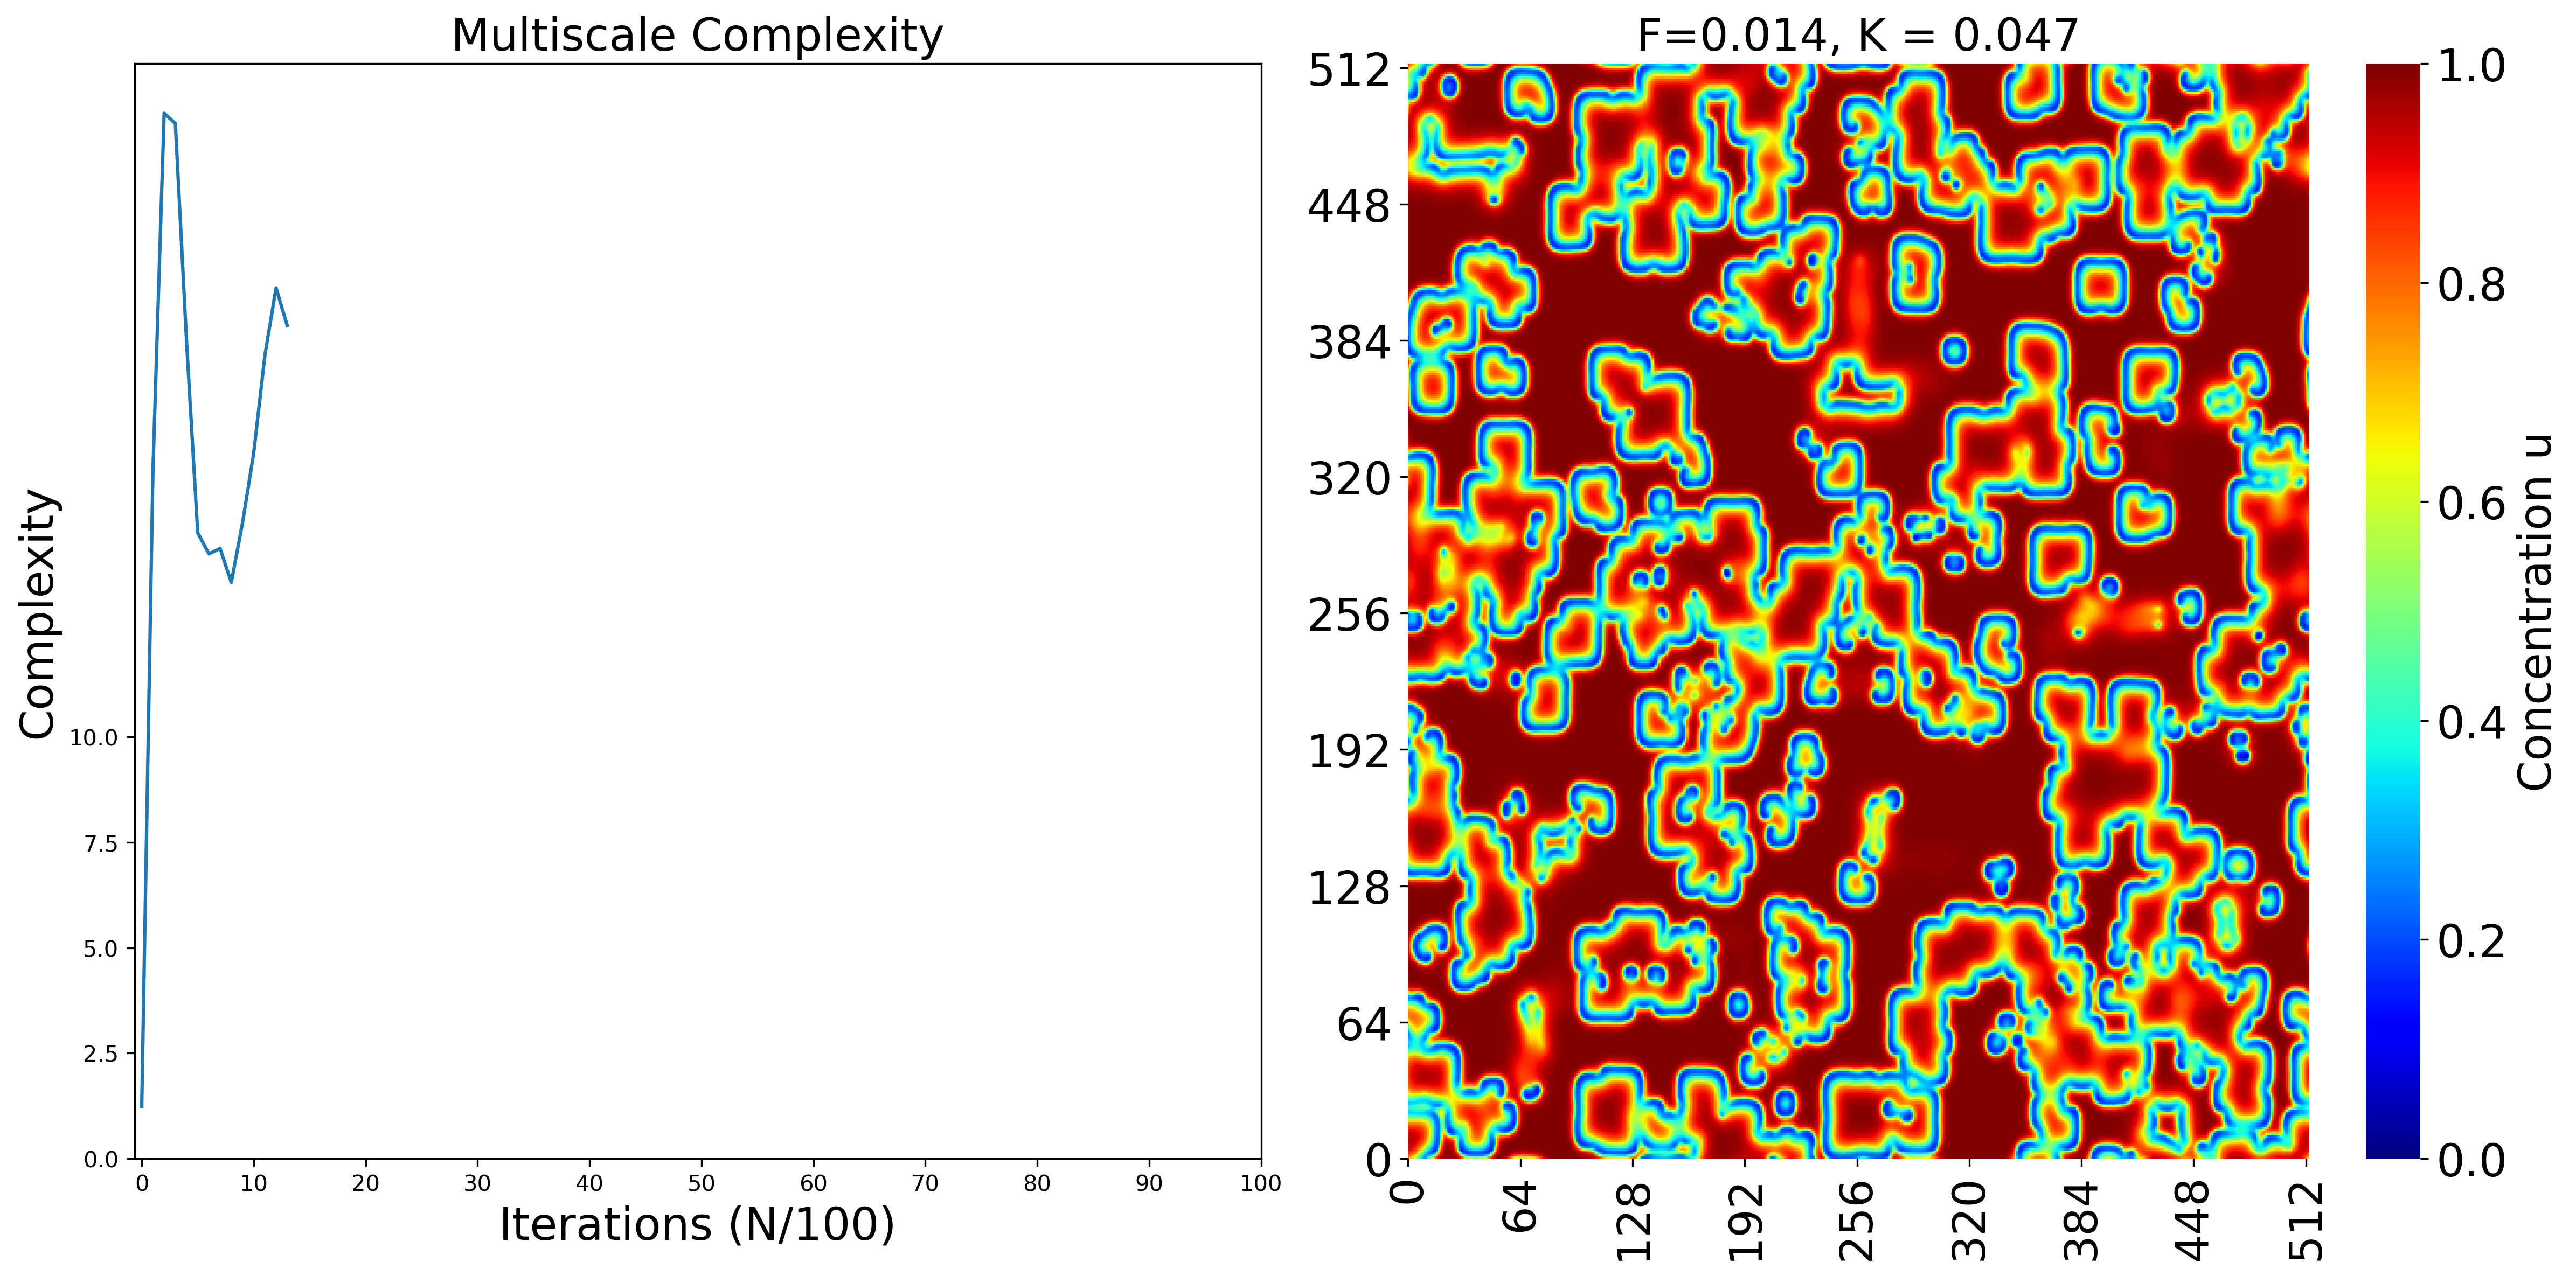 Multiscale Complexity
Complexity
10.0
7.5
5.0
2.5
0.0
0 10 20 30 40 50 60 70 80 90 100
Iterations (N/100)
F=0.014, K = 0.047
512
448
384
320
256
192
128
64
0
0 64 128 192 256 320 384 448 512
1.0
0.8
0.6
0.4
0.2
0.0
Concentration u